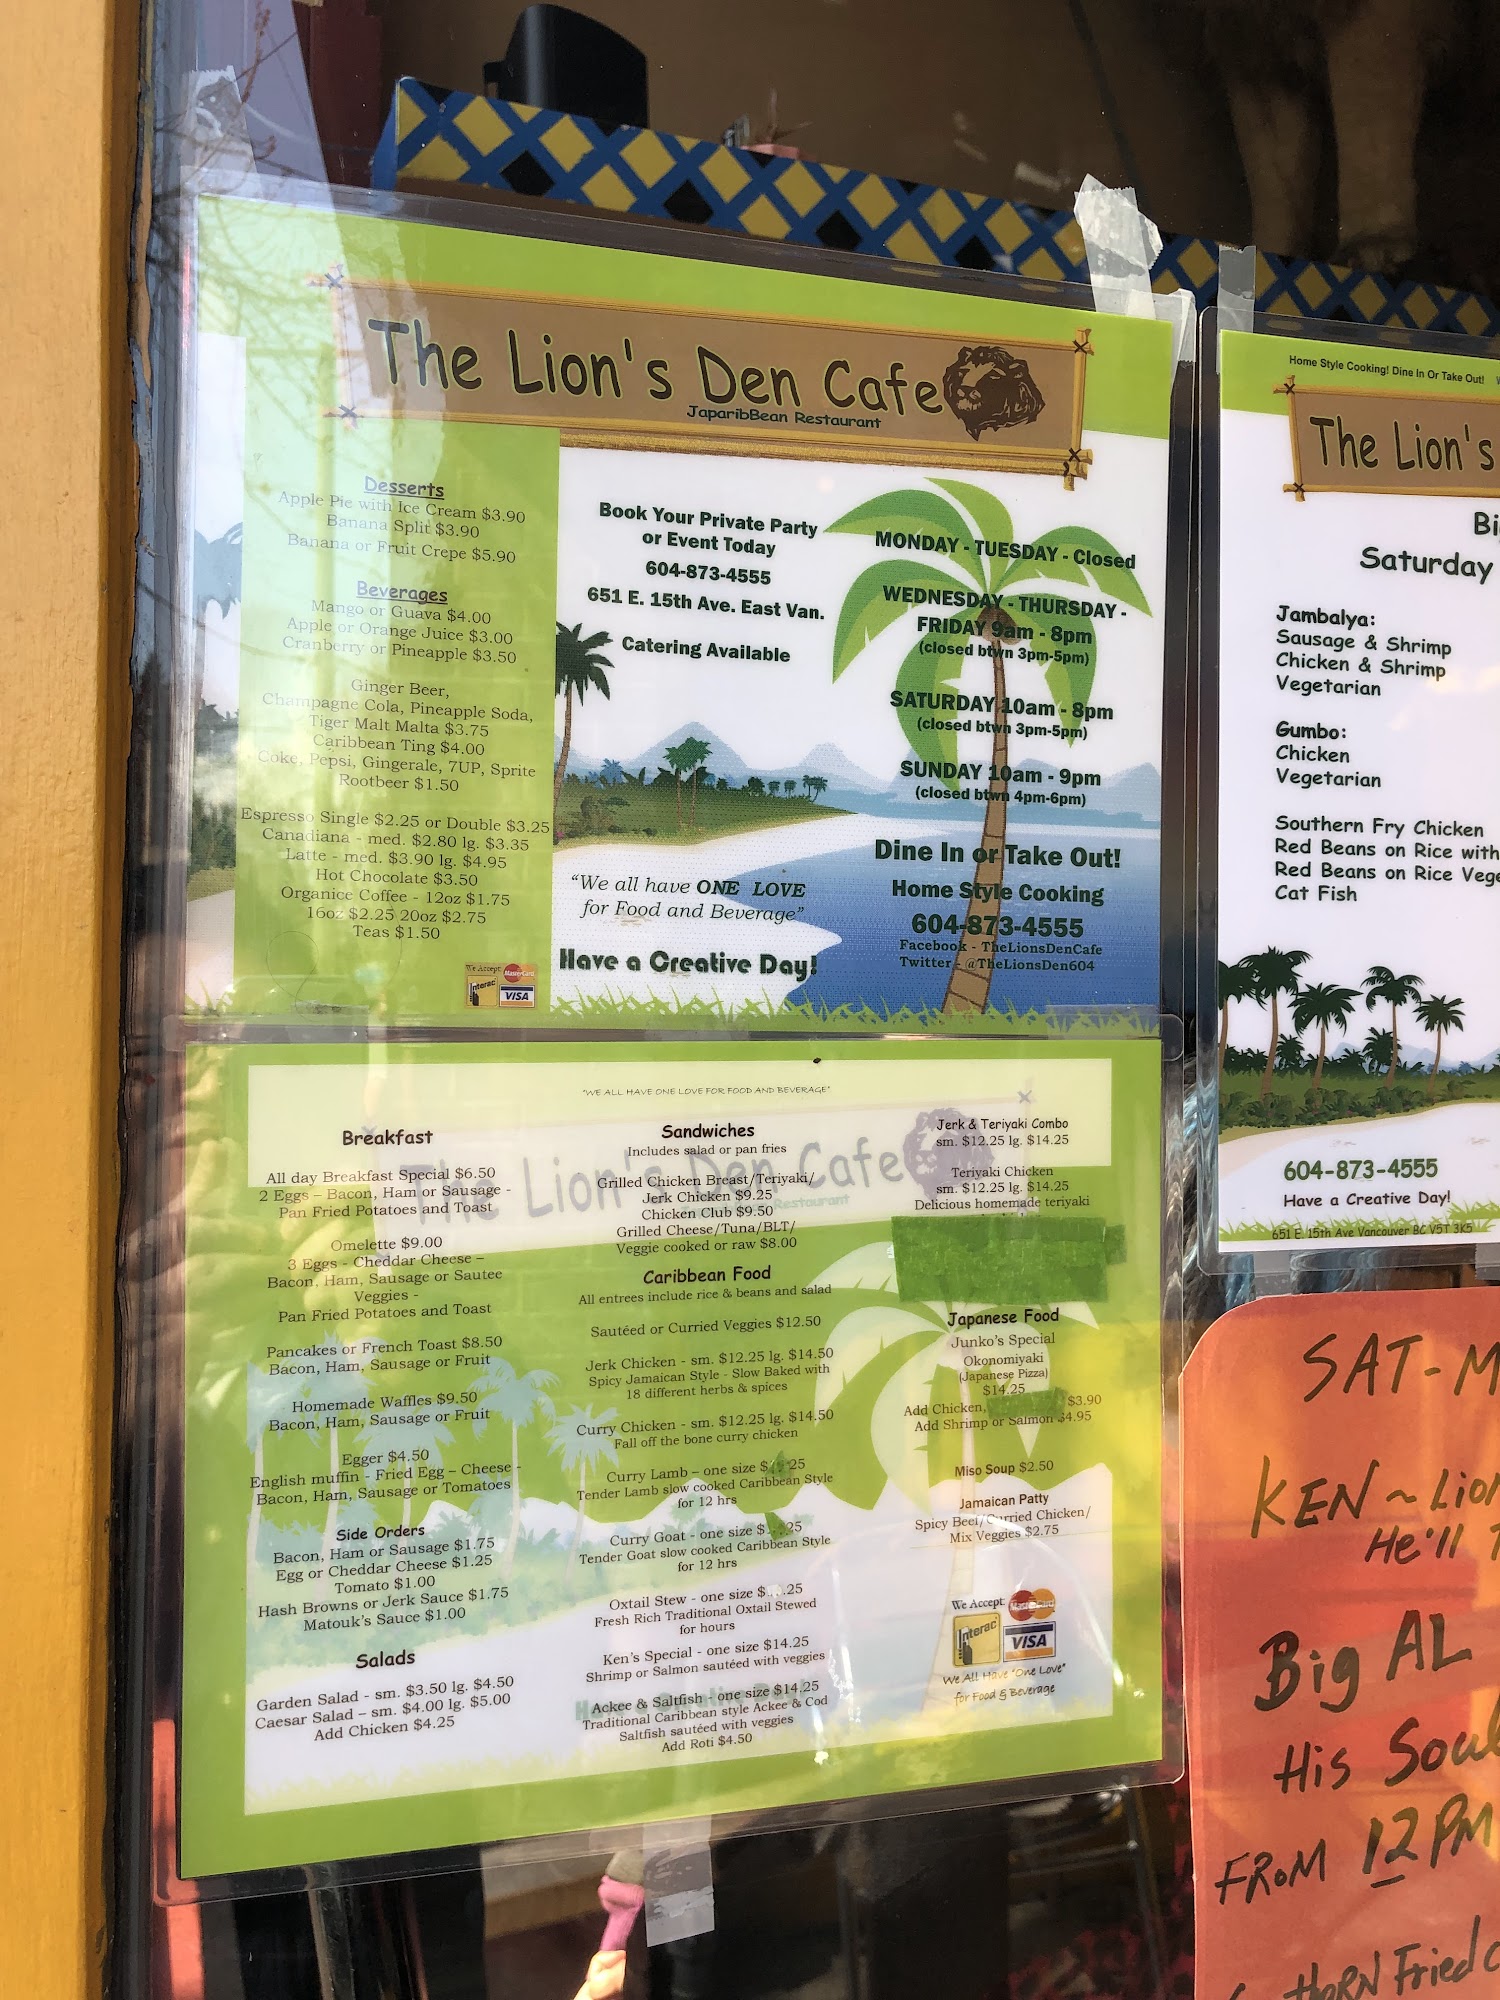 The Lion's Den Cafe
JaparibBean Restaurant
Desserts
Apple Pie with Ice Cream $3.90
Banana Split $3.90
Banana or Fruit Crepe $5.90
Beverages
Mango or Guava $4.00
Apple or Orange Juice $3.00
Cranberry or Pineapple $3.50
Ginger Beer,
Champagne Cola, Pineapple Soda,
Tiger Malt Malta $3.75
Caribbean Ting $4.00
Coke, Pepsi, Gingerale, 7UP, Sprite
Rootbeer $1.50
Espresso Single $2.25 or Double $3.25
Canadiana - med. $2.80 lg. $3.35
Latte - med. $3.90 lg. $4.95
Hot Chocolate $3.50
Organice Coffee - 12oz $1.75
16oz $2.25 20oz $2.75
Teas $1.50
We Accept:
MasterCard
Interac
VISA
Book Your Private Party
or Event Today
604-873-4555
651 E. 15th Ave. East Van.
Catering Available
"We all have ONE LOVE
for Food and Beverage"
Have a Creative Day!
MONDAY - TUESDAY - Closed
WEDNESDAY - THURSDAY -
FRIDAY 9am - 8pm
(closed btwn 3pm-5pm)
SATURDAY 10am - 8pm
(closed btwn 3pm-5pm)
SUNDAY 10am - 9pm
(closed btwn 4pm-6pm)
Dine In or Take Out!
Home Style Cooking
604-873-4555
Facebook - TheLionsDenCafe
Twitter - @TheLionsDen604
"WE ALL HAVE ONE LOVE FOR FOOD AND BEVERAGE"
The Lion's Den Cafe
Restaurant
Breakfast
All day Breakfast Special $6.50
2 Eggs – Bacon, Ham or Sausage -
Pan Fried Potatoes and Toast
Omelette $9.00
3 Eggs - Cheddar Cheese –
Bacon, Ham, Sausage or Sautee
Veggies -
Pan Fried Potatoes and Toast
Pancakes or French Toast $8.50
Bacon, Ham, Sausage or Fruit
Homemade Waffles $9.50
Bacon, Ham, Sausage or Fruit
Egger $4.50
English muffin - Fried Egg – Cheese -
Bacon, Ham, Sausage or Tomatoes
Side Orders
Bacon, Ham or Sausage $1.75
Egg or Cheddar Cheese $1.25
Tomato $1.00
Hash Browns or Jerk Sauce $1.75
Matouk's Sauce $1.00
Salads
Garden Salad - sm. $3.50 lg. $4.50
Caesar Salad – sm. $4.00 lg. $5.00
Add Chicken $4.25
Sandwiches
Includes salad or pan fries
Grilled Chicken Breast/Teriyaki/
Jerk Chicken $9.25
Chicken Club $9.50
Grilled Cheese/Tuna/BLT/
Veggie cooked or raw $8.00
Caribbean Food
All entrees include rice & beans and salad
Sautéed or Curried Veggies $12.50
Jerk Chicken - sm. $12.25 lg. $14.50
Spicy Jamaican Style - Slow Baked with
18 different herbs & spices
Curry Chicken - sm. $12.25 lg. $14.50
Fall off the bone curry chicken
Curry Lamb – one size
Tender Lamb slow cooked Caribbean Style
for 12 hrs
Curry Goat - one size
Tender Goat slow cooked Caribbean Style
for 12 hrs
Oxtail Stew - one size
Fresh Rich Traditional Oxtail Stewed
for hours
Ken's Special - one size $14.25
Shrimp or Salmon sautéed with veggies
Ackee & Saltfish - one size $14.25
Traditional Caribbean style Ackee & Cod
Saltfish sautéed with veggies
Add Roti $4.50
Jerk & Teriyaki Combo
sm. $12.25 lg. $14.25
Teriyaki Chicken
sm. $12.25 lg. $14.25
Delicious homemade teriyaki
Japanese Food
Junko's Special
Okonomiyaki
(Japanese Pizza)
$14.25
Add Chicken, $3.90
Add Shrimp or Salmon $4.95
Miso Soup $2.50
Jamaican Patty
Spicy Beef/Curried Chicken/
Mix Veggies $2.75
We Accept:
MasterCard
Interac
VISA
We All Have "One Love"
for Food & Beverage
Home Style Cooking! Dine In Or Take Out!
The Lion's
Saturday
Jambalya:
Sausage & Shrimp
Chicken & Shrimp
Vegetarian
Gumbo:
Chicken
Vegetarian
Southern Fry Chicken
Red Beans on Rice with
Red Beans on Rice
Cat Fish
604-873-4555
Have a Creative Day!
651 E. 15th Ave Vancouver BC V5T 3K5
SAT-M
KEN ~ Lion
He'll
Big AL
His Soul
FROM 12 PM
Fried